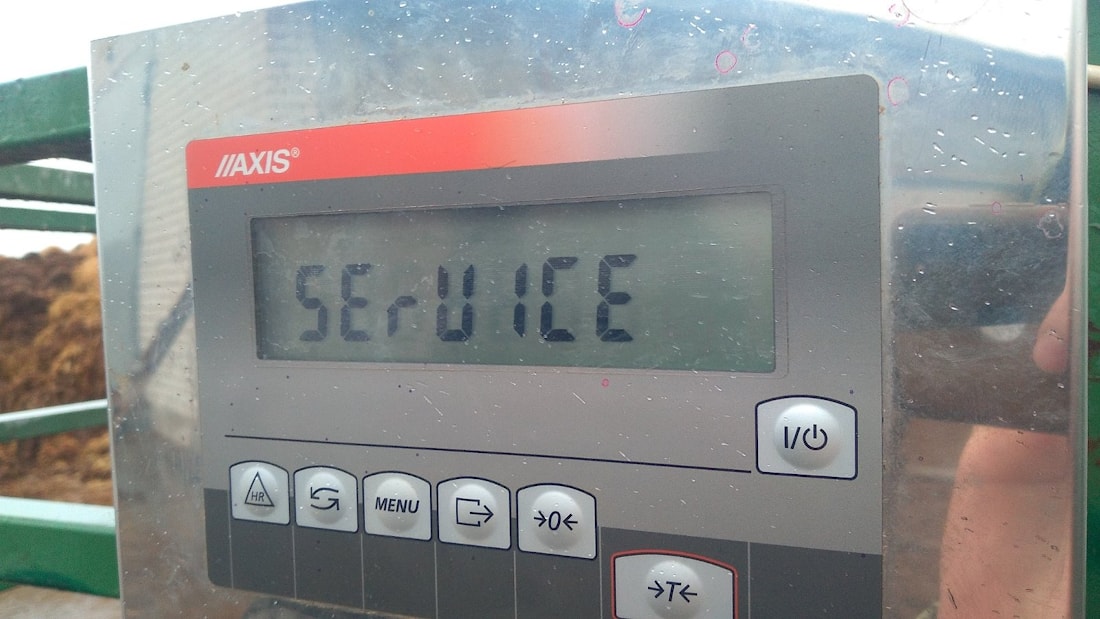 //AXIS®
SErUICE
I/⏻
HR
MENU
→0←
→T←